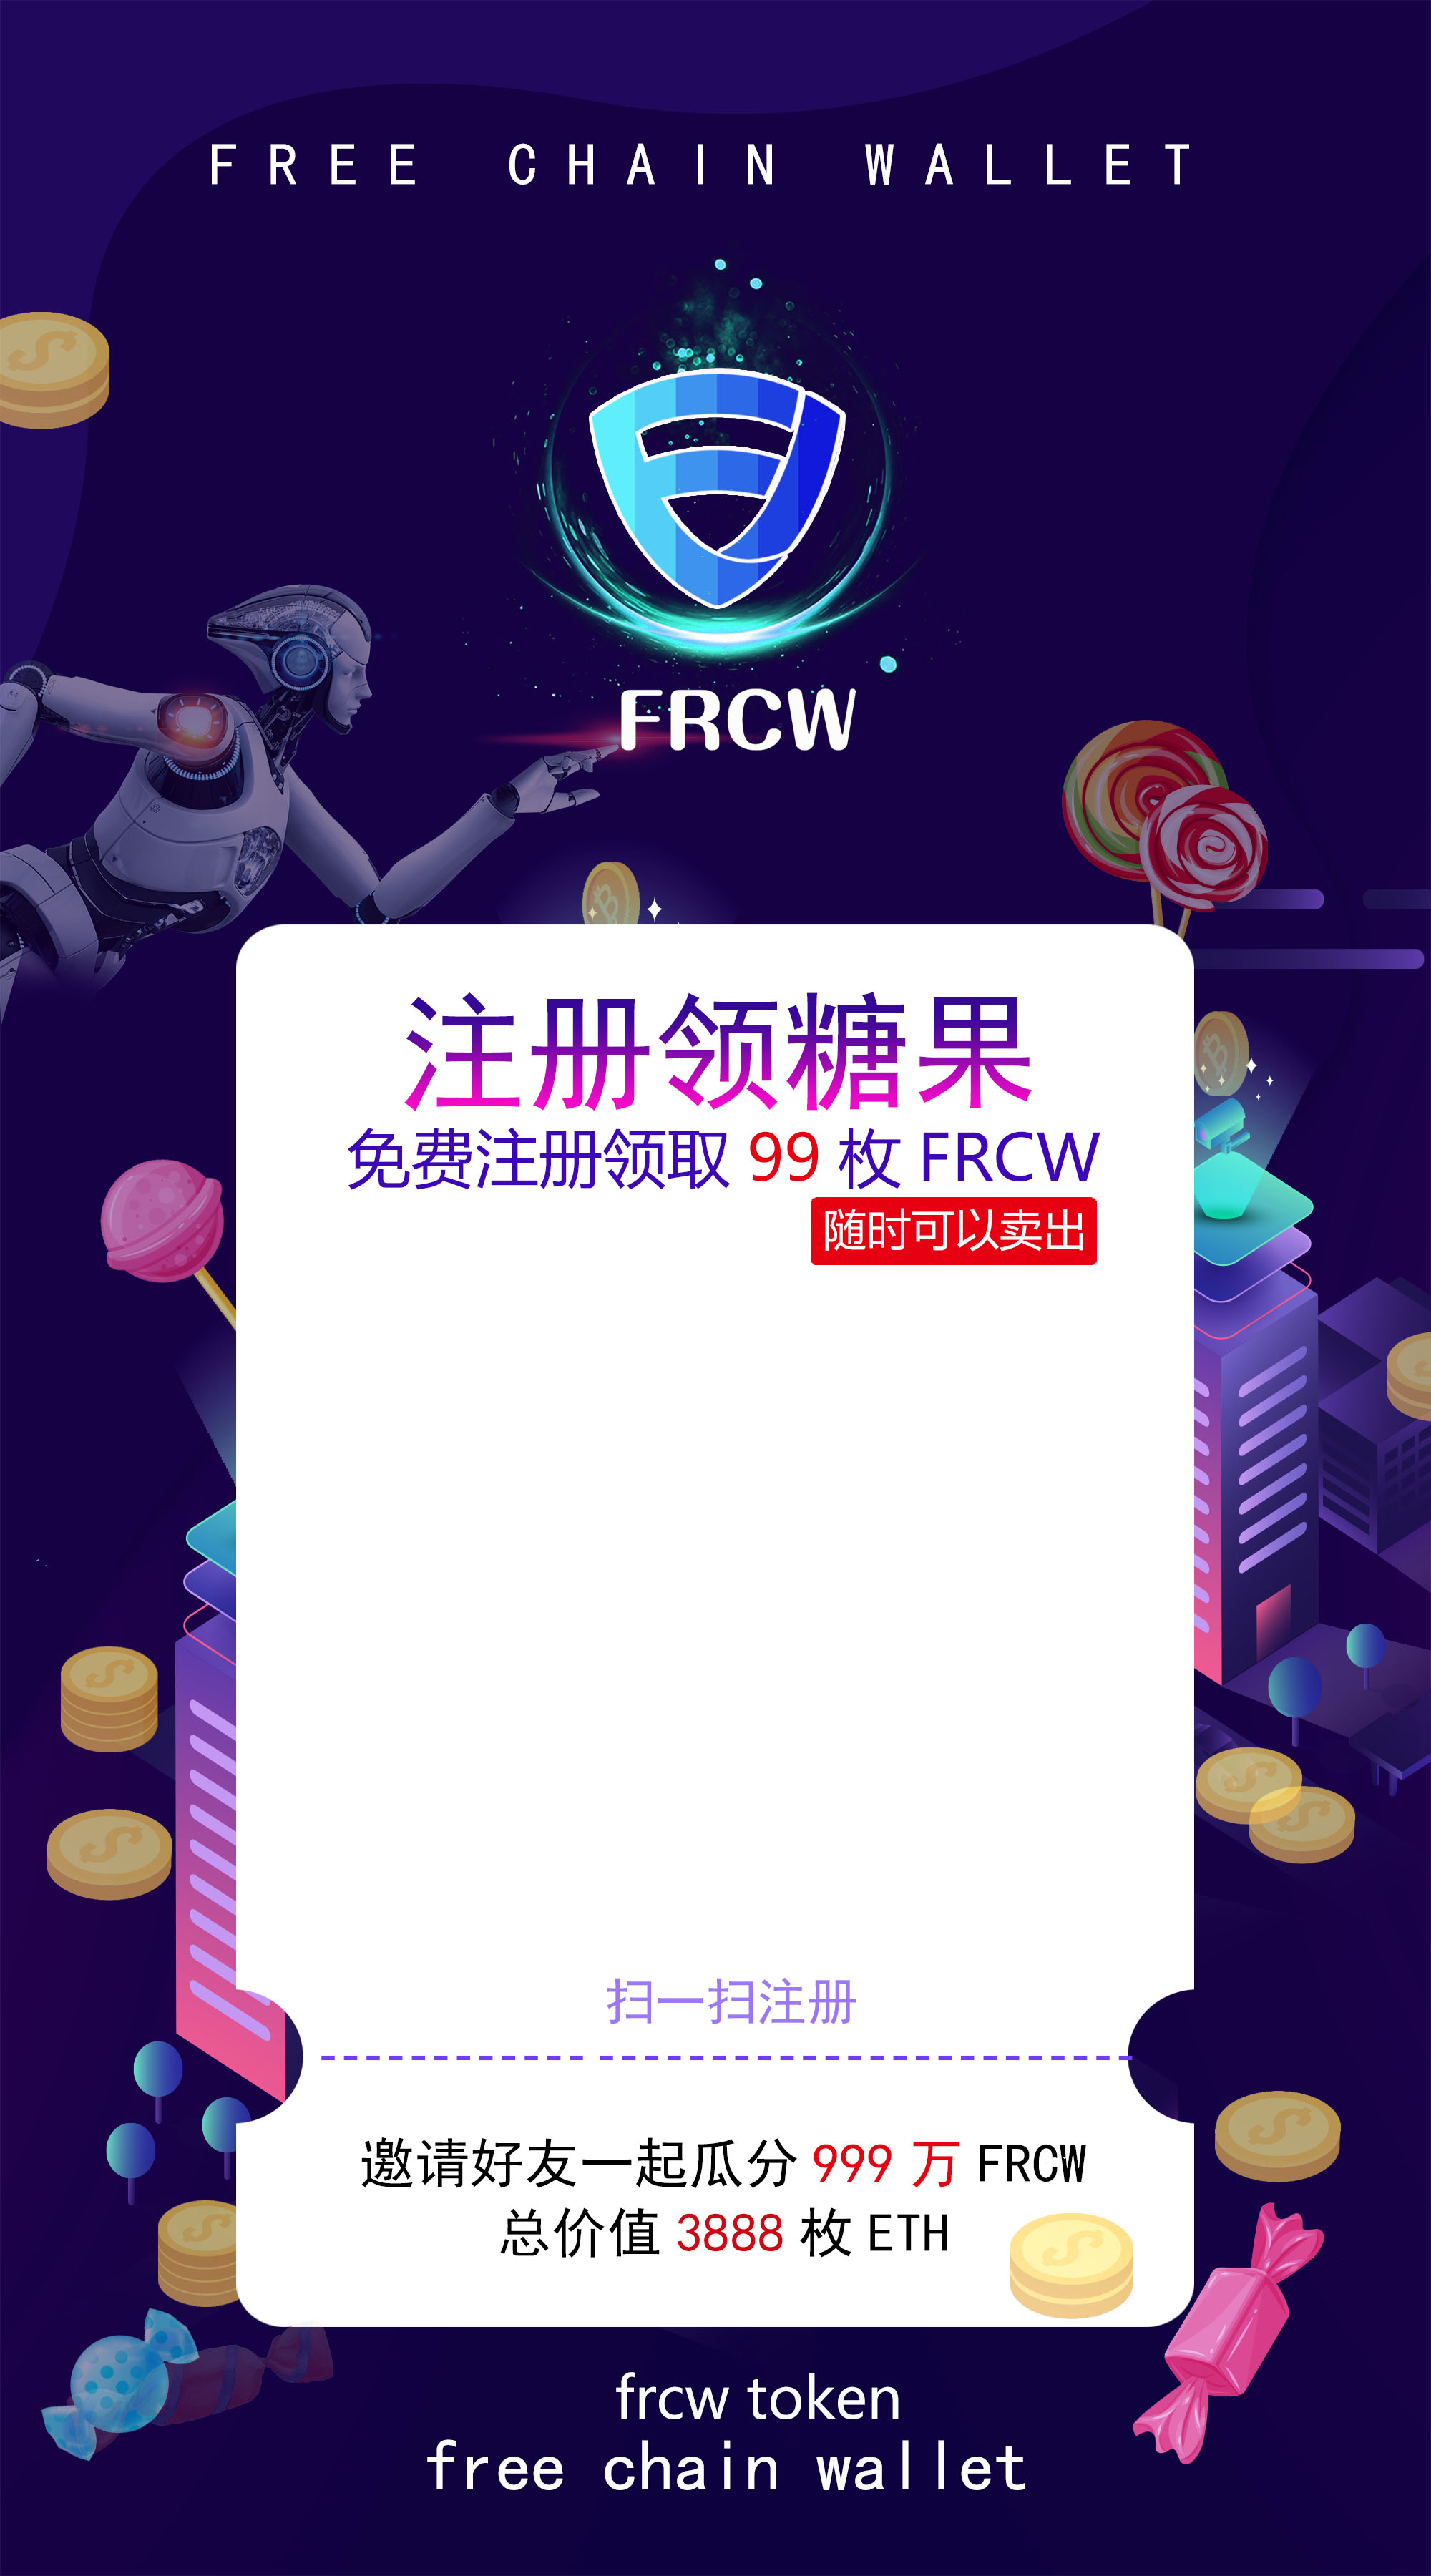 FREE CHAIN WALLET
FRCW
注册领糖果
免费注册领取 99 枚 FRCW
随时可以卖出
扫一扫注册
邀请好友一起瓜分 999 万 FRCW
总价值 3888 枚 ETH
frcw token
free chain wallet